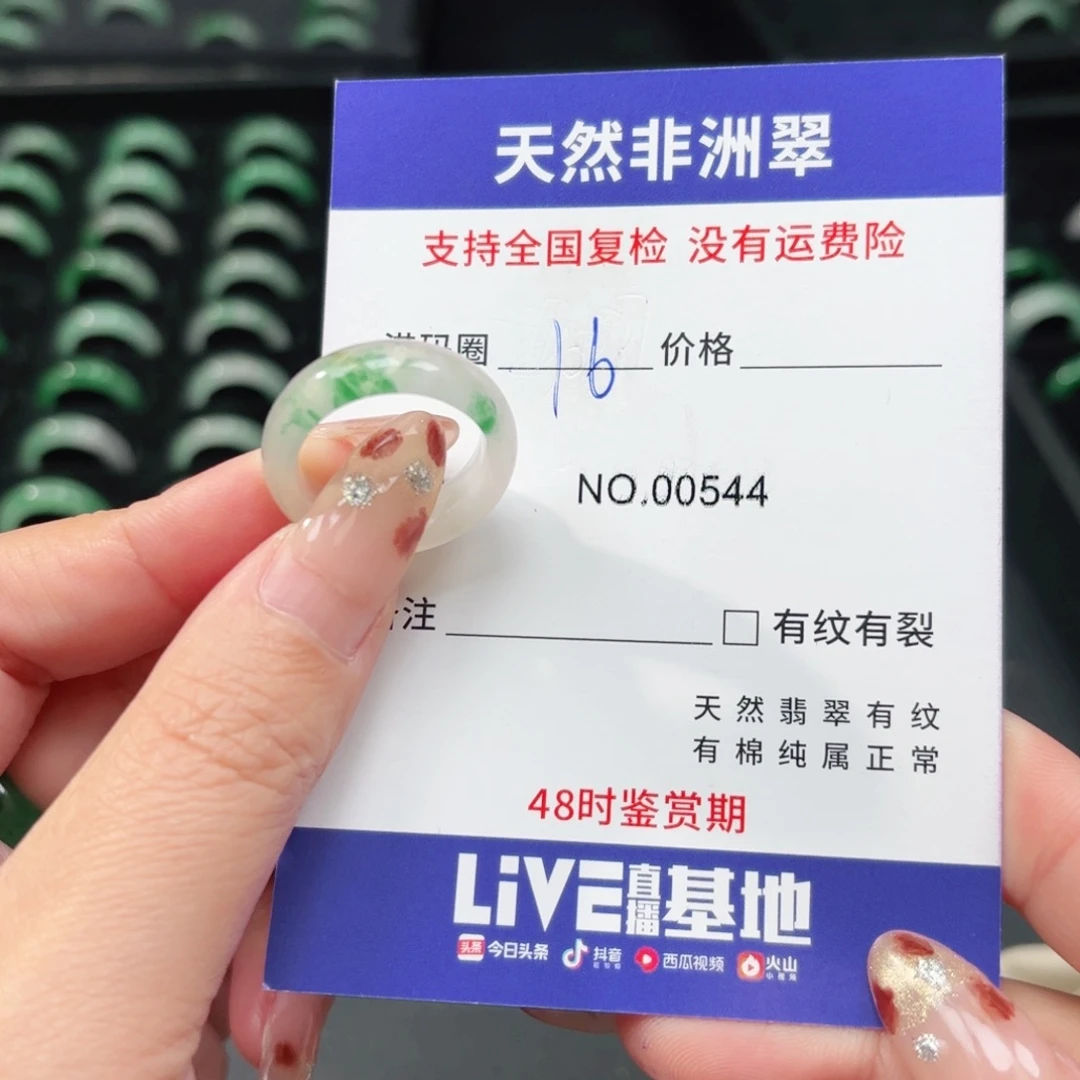 天然非洲翠
支持全国复检 没有运费险
港码圈 16 价格
NO.00544
注 □ 有纹有裂
天然翡翠有纹
有棉纯属正常
48时鉴赏期
LiVE直播基地
今日头条 抖音 西瓜视频 火山